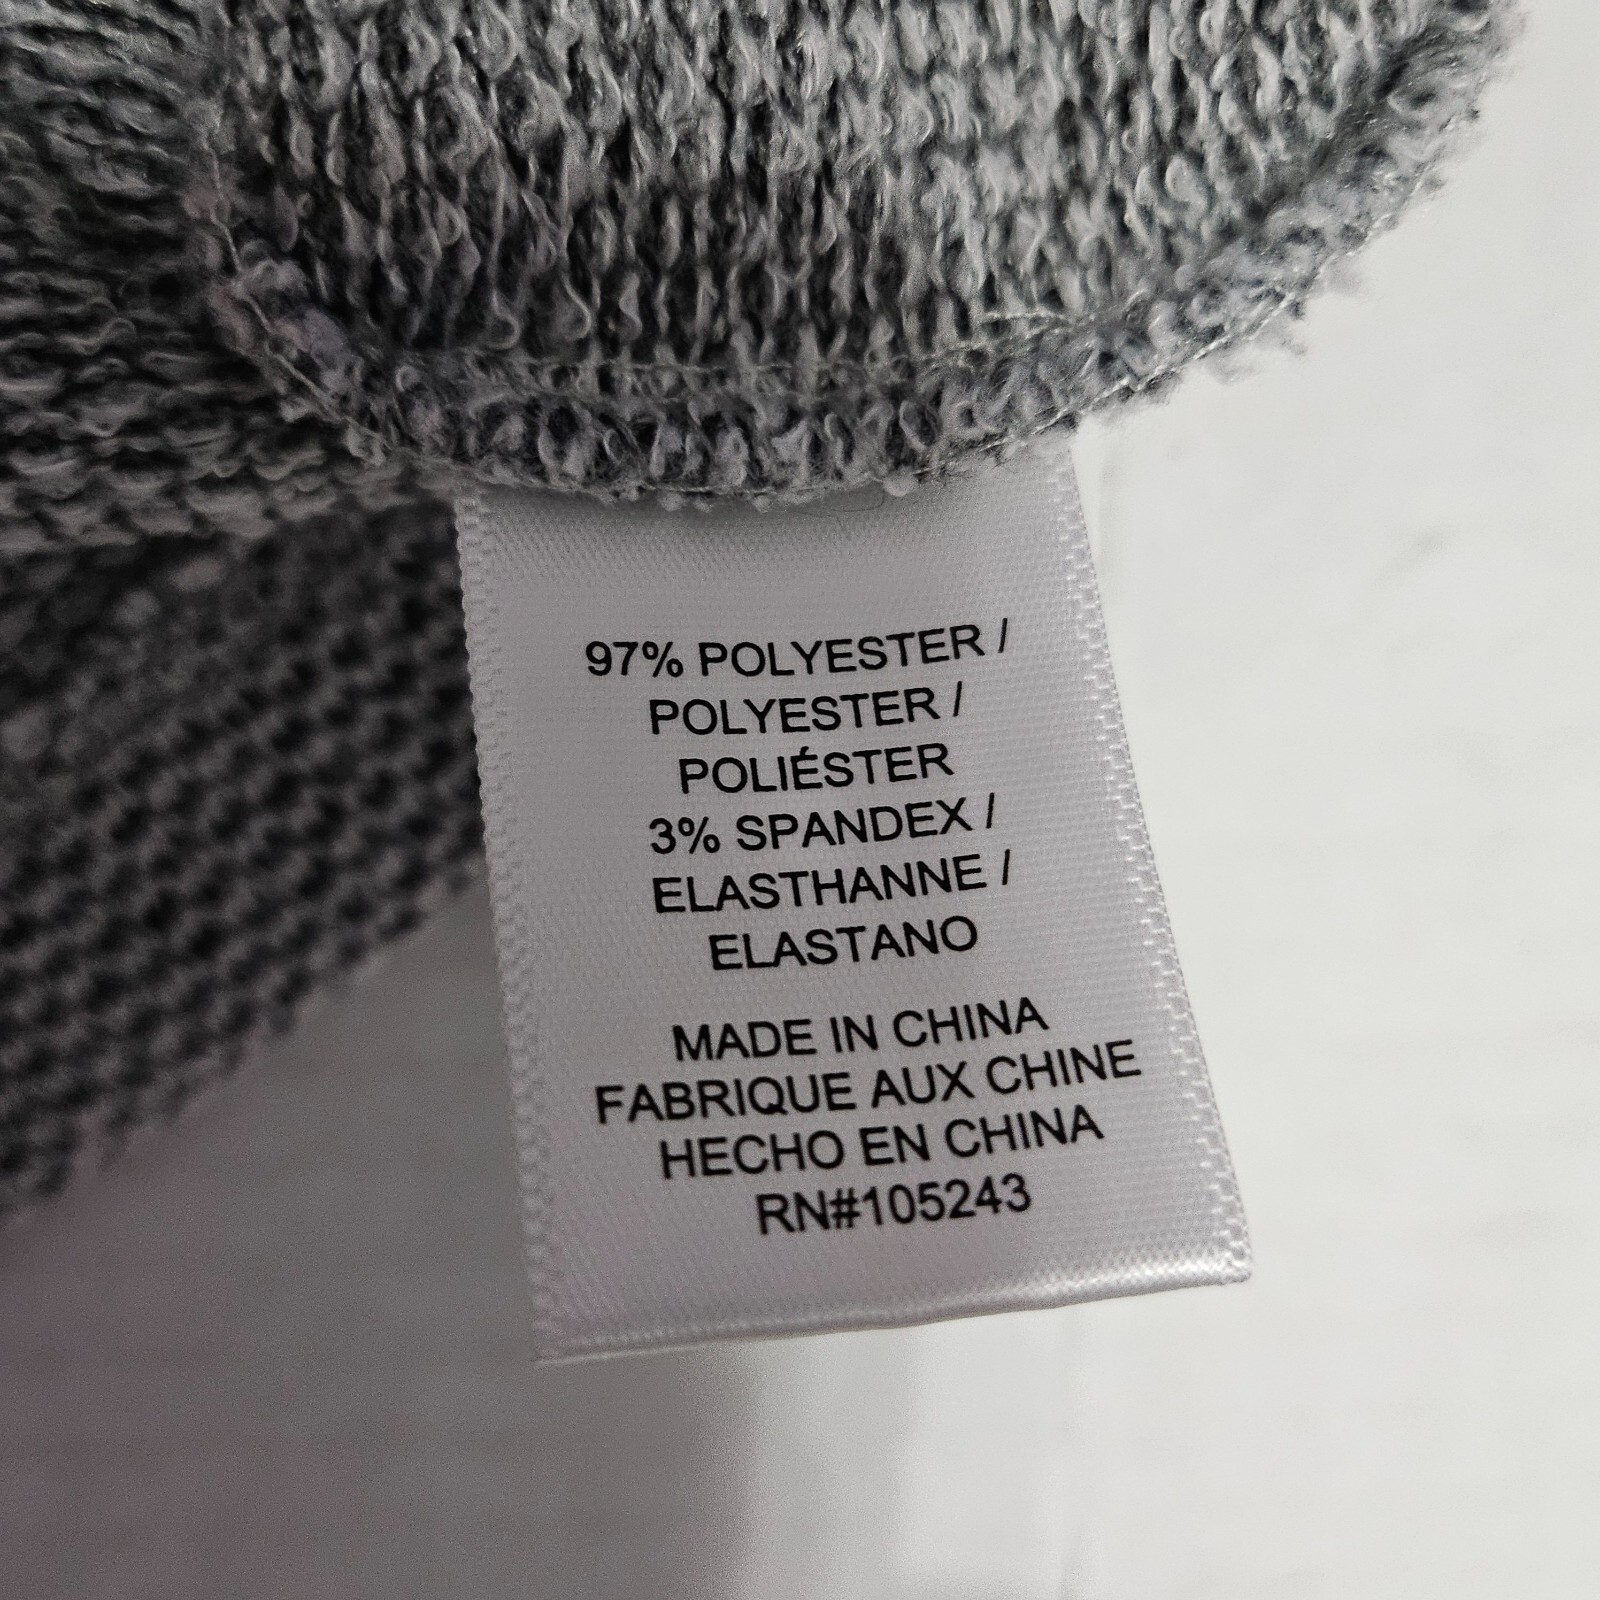 97% POLYESTER /
POLYESTER /
POLIÉSTER
3% SPANDEX /
ELASTHANNE /
ELASTANO
MADE IN CHINA
FABRIQUE AUX CHINE
HECHO EN CHINA
RN#105243